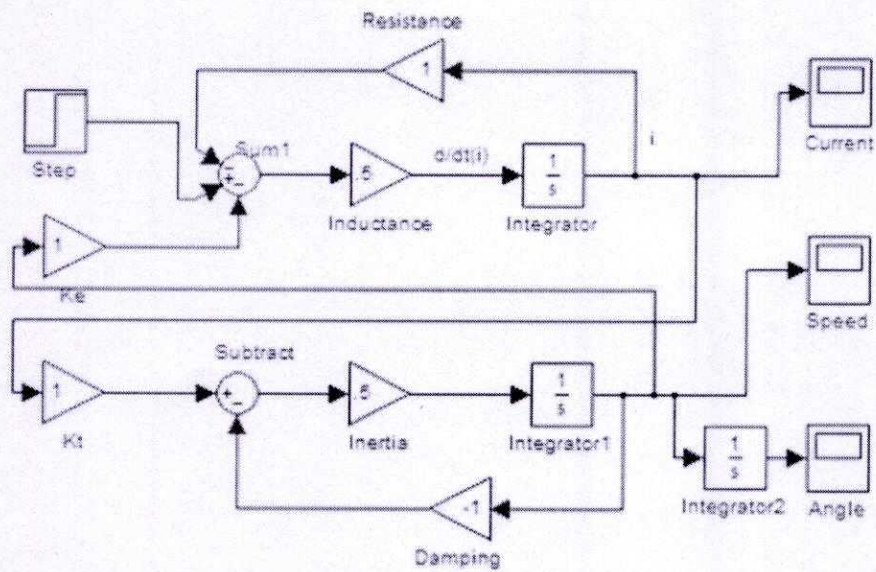 Resistance
1
Step
Sum1
.5
d/dt(i)
1
s
i
Current
Inductance
Integrator
1
Ke
Speed
Subtract
1
.5
1
s
Kt
Inertia
Integrator1
1
s
-1
Integrator2
Angle
Damping